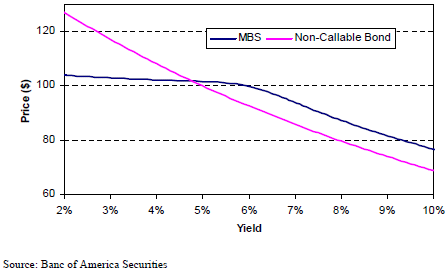 120
100
80
60
Price ($)
MBS
Non-Callable Bond
2% 3% 4% 5% 6% 7% 8% 9% 10%
Yield
Source: Banc of America Securities